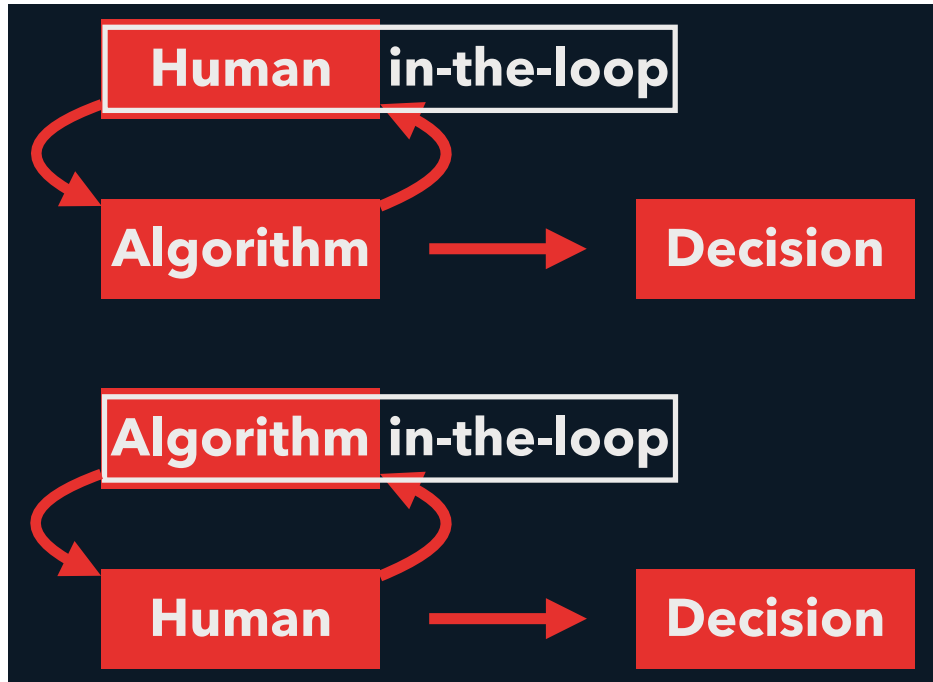 Human in-the-loop
Algorithm
Decision
Algorithm in-the-loop
Human
Decision